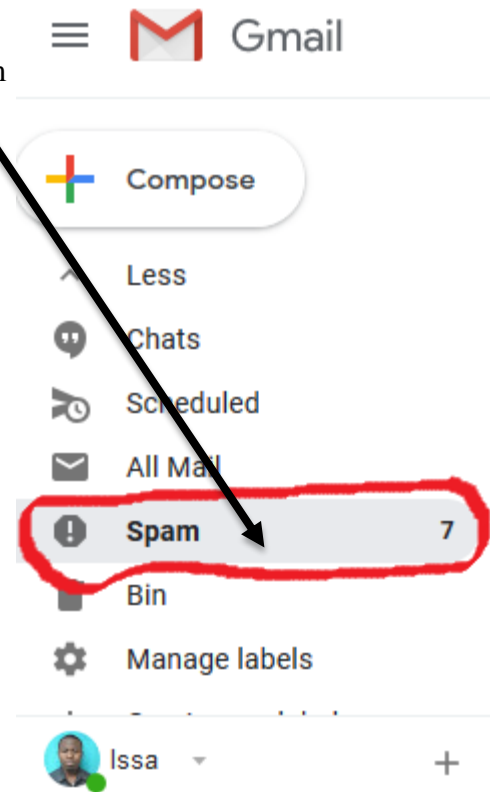 Gmail
Compose
Less
Chats
Scheduled
All Mail
Spam 7
Bin
Manage labels
Issa